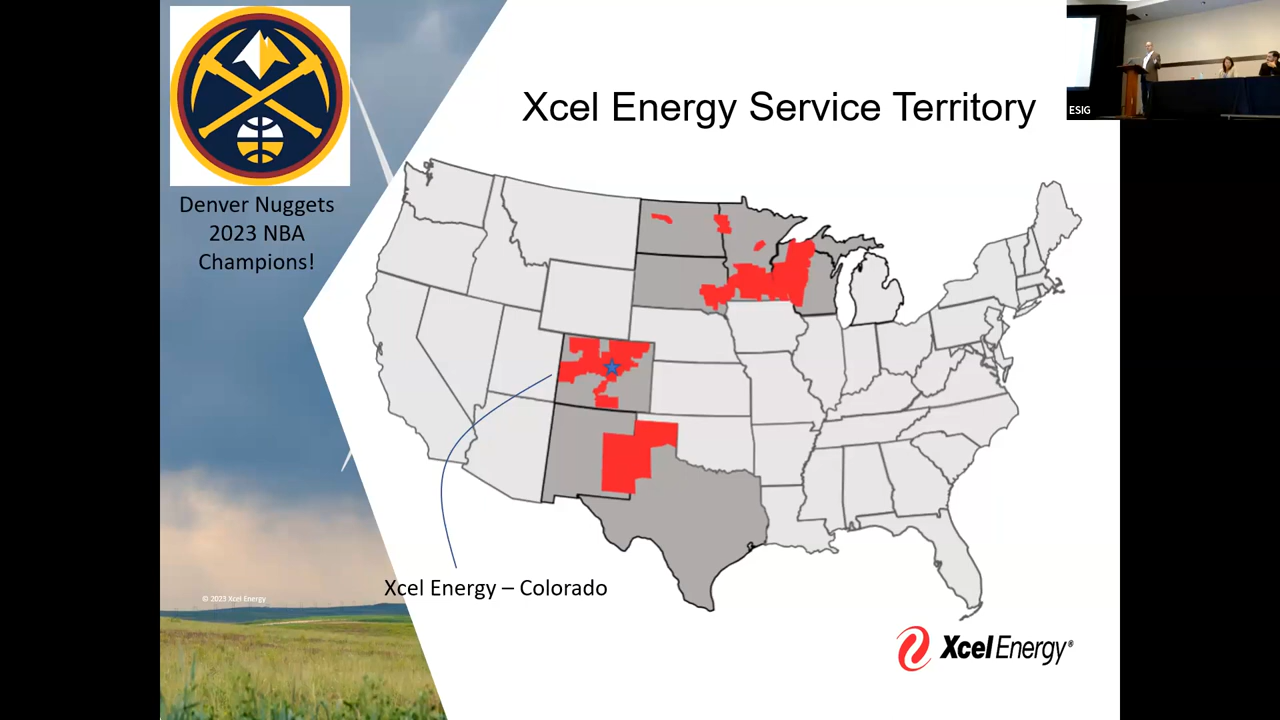 Xcel Energy Service Territory
ESIG
Denver Nuggets
2023 NBA
Champions!
Xcel Energy – Colorado
© 2023 Xcel Energy
Xcel Energy®